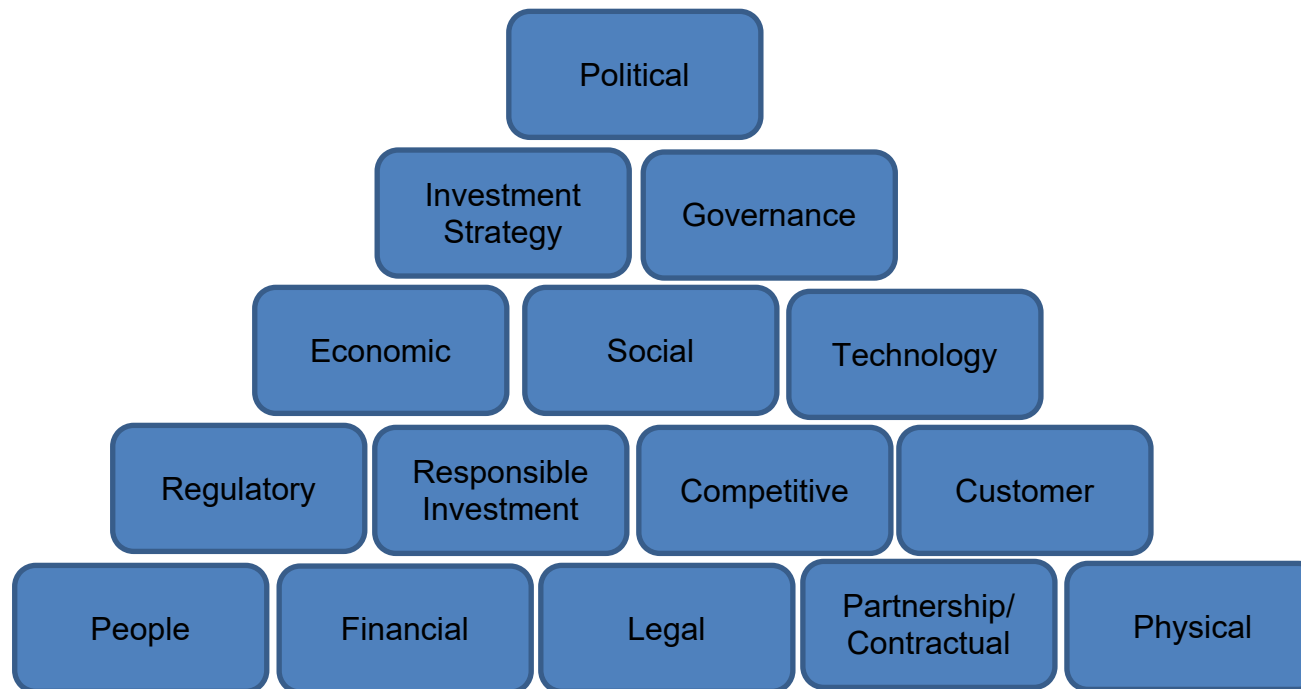 Political
Investment
Strategy
Governance
Economic
Social
Technology
Regulatory
Responsible
Investment
Competitive
Customer
People
Financial
Legal
Partnership/
Contractual
Physical